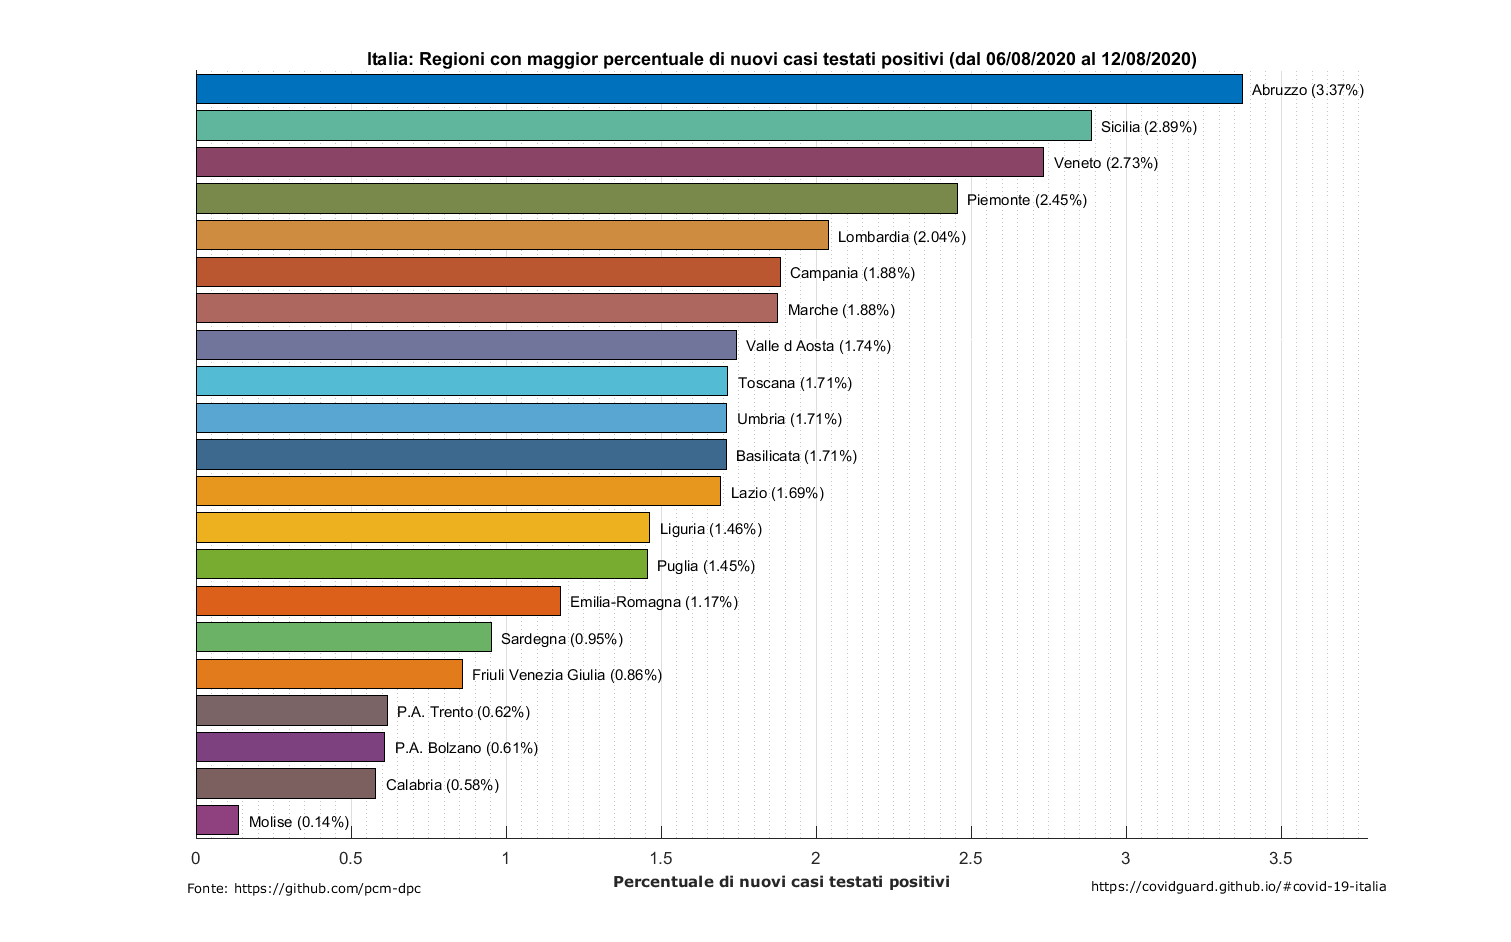 Italia: Regioni con maggior percentuale di nuovi casi testati positivi (dal 06/08/2020 al 12/08/2020)
Abruzzo (3.37%)
Sicilia (2.89%)
Veneto (2.73%)
Piemonte (2.45%)
Lombardia (2.04%)
Campania (1.88%)
Marche (1.88%)
Valle d Aosta (1.74%)
Toscana (1.71%)
Umbria (1.71%)
Basilicata (1.71%)
Lazio (1.69%)
Liguria (1.46%)
Puglia (1.45%)
Emilia-Romagna (1.17%)
Sardegna (0.95%)
Friuli Venezia Giulia (0.86%)
P.A. Trento (0.62%)
P.A. Bolzano (0.61%)
Calabria (0.58%)
Molise (0.14%)
0 0.5 1 1.5 2 2.5 3 3.5
Percentuale di nuovi casi testati positivi
Fonte: https://github.com/pcm-dpc
https://covidguard.github.io/#covid-19-italia